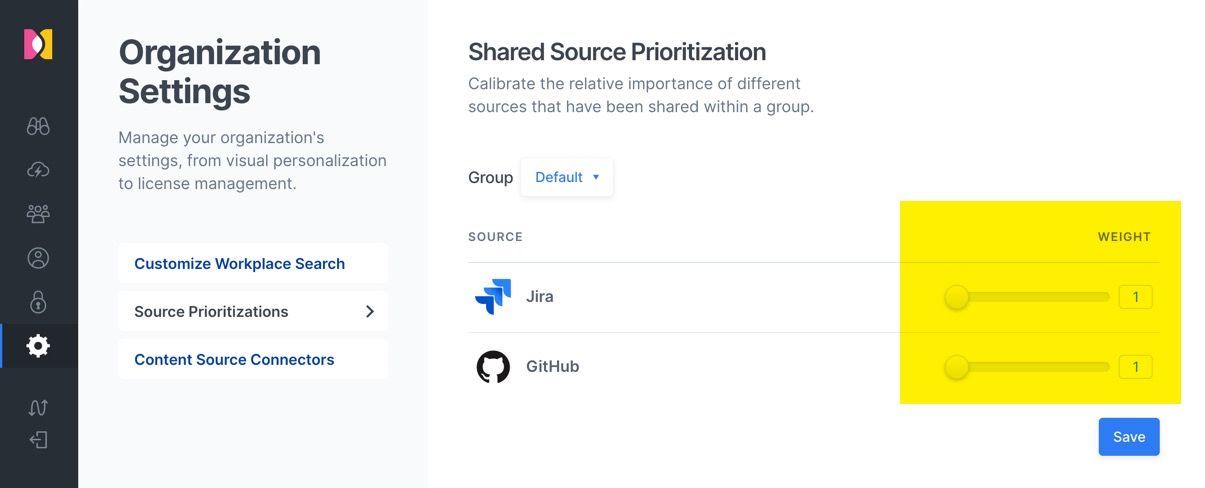 Organization
Settings
Manage your organization's
settings, from visual personalization
to license management.
Customize Workplace Search
Source Prioritizations
Content Source Connectors
Shared Source Prioritization
Calibrate the relative importance of different
sources that have been shared within a group.
Group Default
SOURCE WEIGHT
Jira 1
GitHub 1
Save